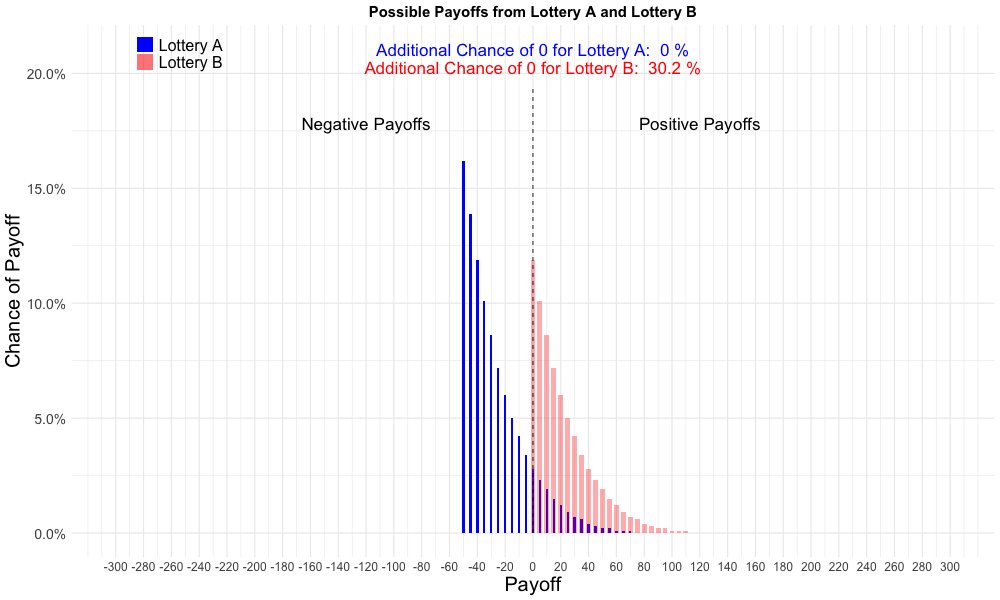 Possible Payoffs from Lottery A and Lottery B
Lottery A
Lottery B
Additional Chance of 0 for Lottery A:  0 %
Additional Chance of 0 for Lottery B:  30.2 %
Negative Payoffs
Positive Payoffs
Chance of Payoff
20.0%
15.0%
10.0%
5.0%
0.0%
-300 -280 -260 -240 -220 -200 -180 -160 -140 -120 -100 -80 -60 -40 -20 0 20 40 60 80 100 120 140 160 180 200 220 240 260 280 300
Payoff